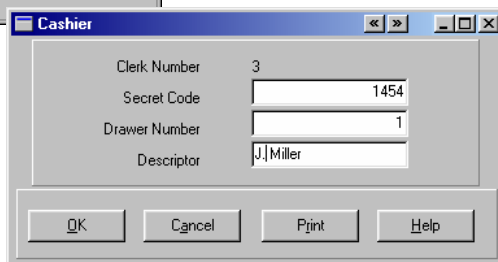 Cashier « »
Clerk Number 3
Secret Code 1454
Drawer Number 1
Descriptor J. Miller
OK Cancel Print Help